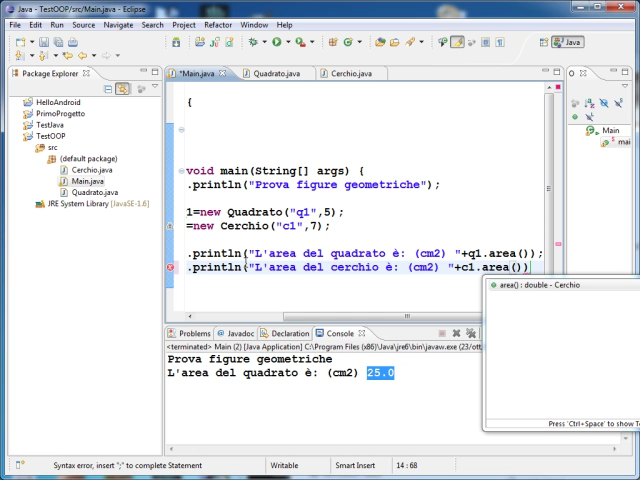 Java - TestOOP/src/Main.java - Eclipse
File Edit Source Refactor Navigate Search Project Refactor Window Help
Java
Package Explorer
HelloAndroid
PrimoProgetto
TestJava
TestOOP
src
(default package)
Cerchio.java
Main.java
Quadrato.java
JRE System Library [JavaSE-1.6]
*Main.java Quadrato.java Cerchio.java
{
void main(String[] args) {
.println("Prova figure geometriche");
1=new Quadrato("q1",5);
=new Cerchio("c1",7);
.println("L'area del quadrato è: (cm2) "+q1.area());
.println("L'area del cerchio è: (cm2) "+c1.area())
area() : double - Cerchio
Press 'Ctrl+Space' to show Te
O
Main
mai
Problems @ Javadoc Declaration Console
<terminated> Main (2) [Java Application] C:\Program Files (x86)\Java\jre6\bin\javaw.exe (23/ott
Prova figure geometriche
L'area del quadrato è: (cm2) 25.0
Syntax error, insert ";" to complete Statement Writable Smart Insert 14 : 68